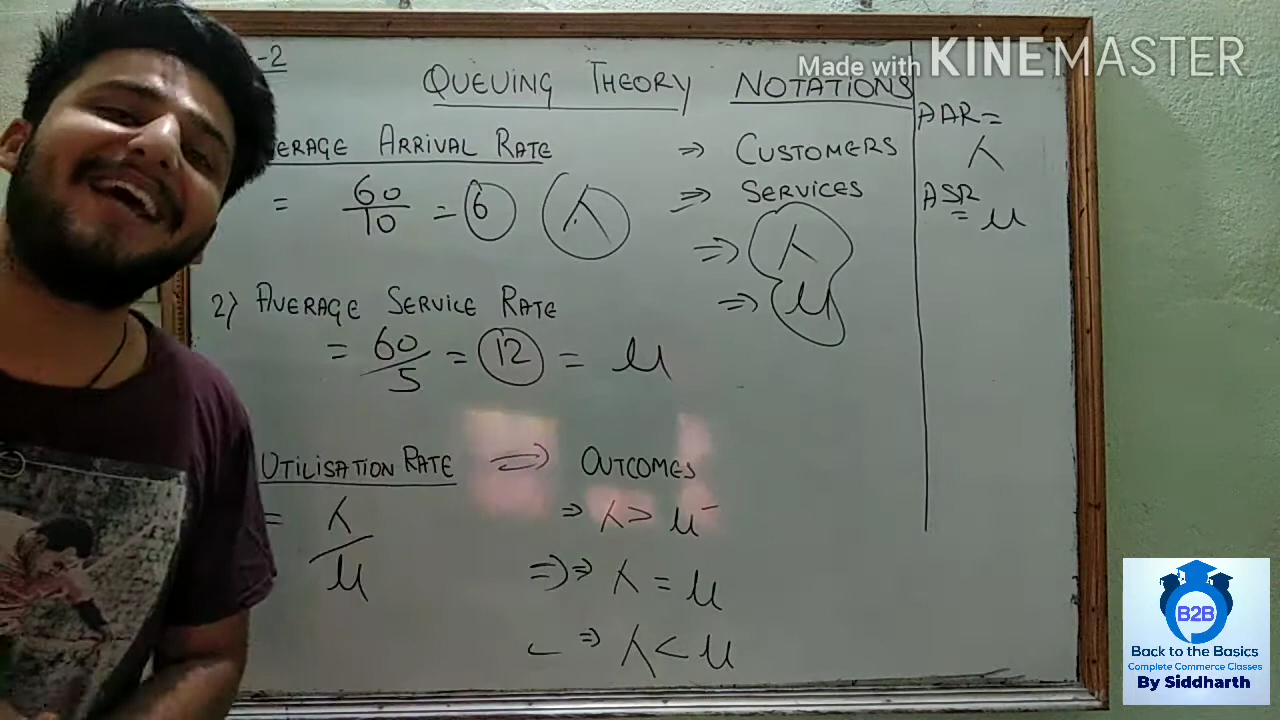 -2
QUEUING THEORY NOTATIONS
Made with KINEMASTER
VERAGE ARRIVAL RATE ⇒ CUSTOMERS
= 60/10 = 6 λ ⇒ SERVICES
⇒ λ
⇒ μ
AAR =
λ
ASR
= μ
2) AVERAGE SERVICE RATE
= 60/5 = 12 = μ
UTILISATION RATE ⇒ OUTCOMES
= λ/μ
⇒ λ > μ
⇒ ⇒ λ = μ
⇒ λ < μ
B2B
Back to the Basics
Complete Commerce Classes
By Siddharth